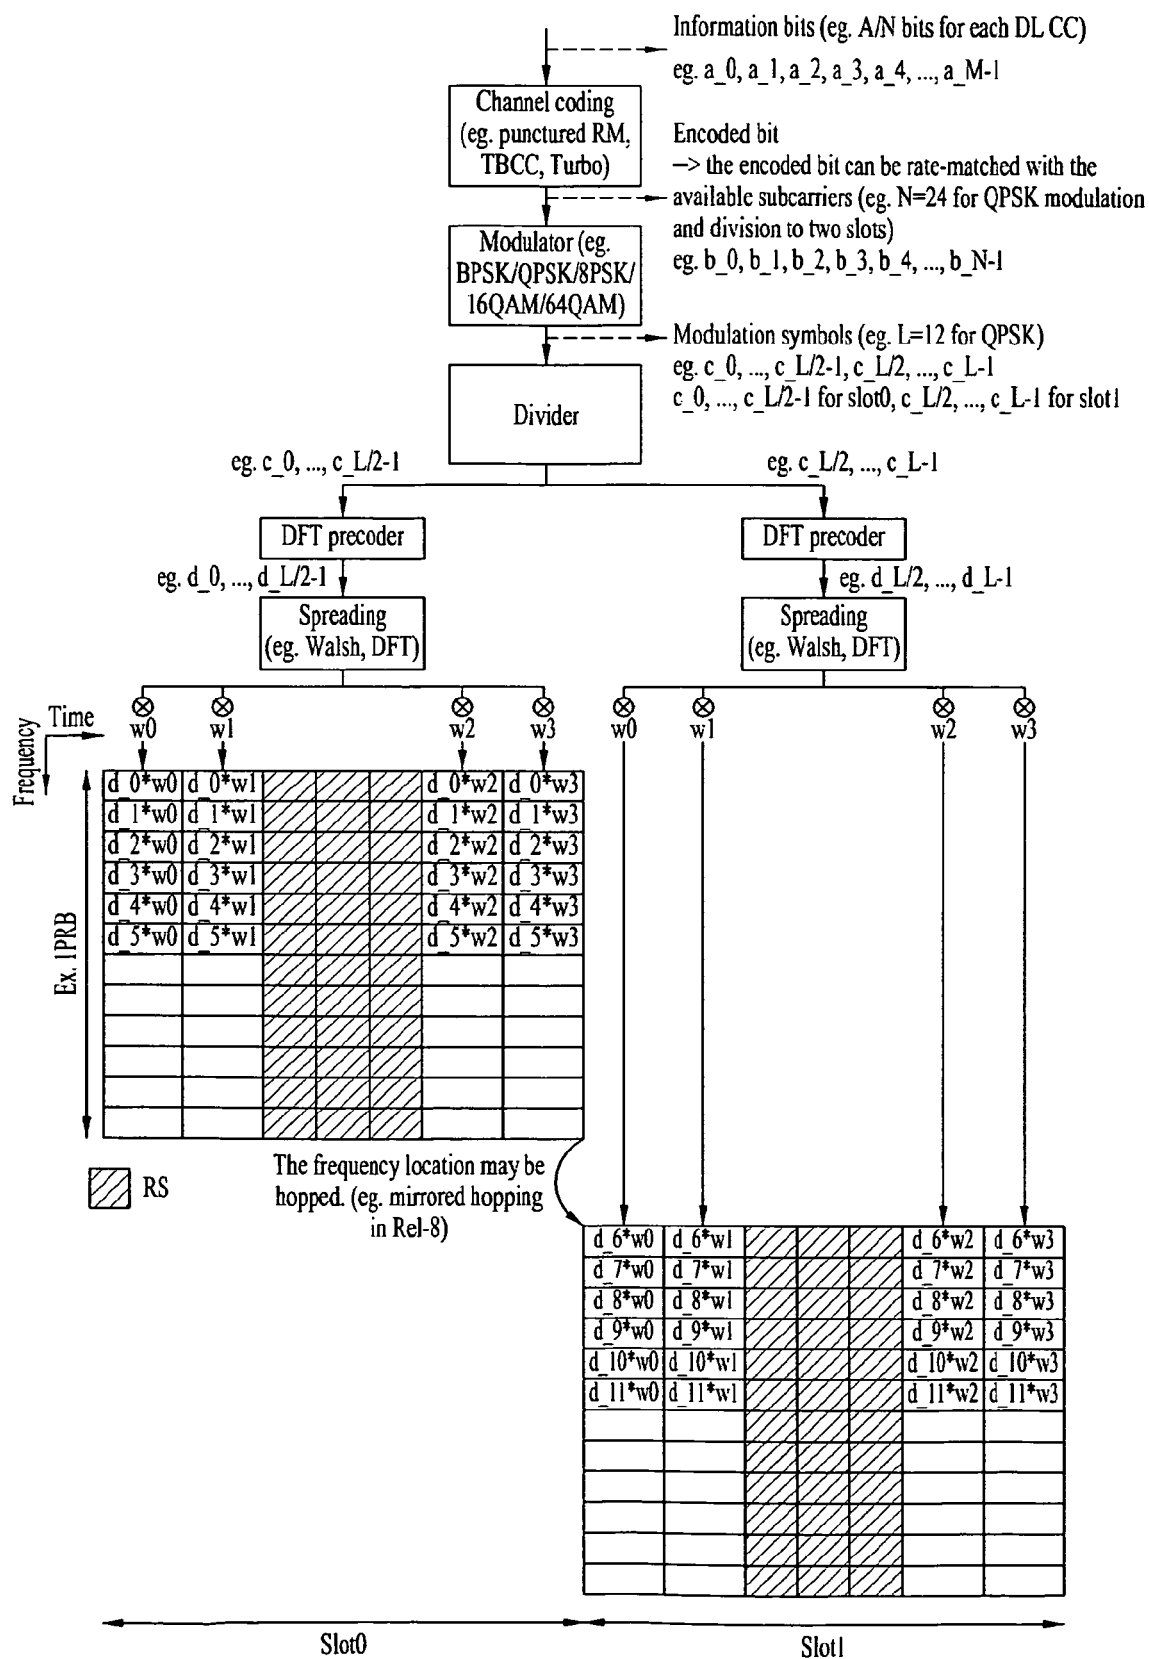 Information bits (eg. A/N bits for each DL CC)
eg. a_0, a_1, a_2, a_3, a_4, ..., a_M-1
Channel coding
(eg. punctured RM,
TBCC, Turbo)
Encoded bit
–> the encoded bit can be rate-matched with the
available subcarriers (eg. N=24 for QPSK modulation
and division to two slots)
eg. b_0, b_1, b_2, b_3, b_4, ..., b_N-1
Modulator (eg.
BPSK/QPSK/8PSK/
16QAM/64QAM)
Modulation symbols (eg. L=12 for QPSK)
eg. c_0, ..., c_L/2-1, c_L/2, ..., c_L-1
c_0, ..., c_L/2-1 for slot0, c_L/2, ..., c_L-1 for slot1
Divider
eg. c_0, ..., c_L/2-1
eg. c_L/2, ..., c_L-1
DFT precoder
DFT precoder
eg. d_0, ..., d_L/2-1
eg. d_L/2, ..., d_L-1
Spreading
(eg. Walsh, DFT)
Spreading
(eg. Walsh, DFT)
Time
Frequency
w0 w1 w2 w3
w0 w1 w2 w3
d_0*w0 d_0*w1 d_0*w2 d_0*w3
d_1*w0 d_1*w1 d_1*w2 d_1*w3
d_2*w0 d_2*w1 d_2*w2 d_2*w3
d_3*w0 d_3*w1 d_3*w2 d_3*w3
d_4*w0 d_4*w1 d_4*w2 d_4*w3
d_5*w0 d_5*w1 d_5*w2 d_5*w3
Ex. 1PRB
RS
The frequency location may be
hopped. (eg. mirrored hopping
in Rel-8)
d_6*w0 d_6*w1 d_6*w2 d_6*w3
d_7*w0 d_7*w1 d_7*w2 d_7*w3
d_8*w0 d_8*w1 d_8*w2 d_8*w3
d_9*w0 d_9*w1 d_9*w2 d_9*w3
d_10*w0 d_10*w1 d_10*w2 d_10*w3
d_11*w0 d_11*w1 d_11*w2 d_11*w3
Slot0
Slot1